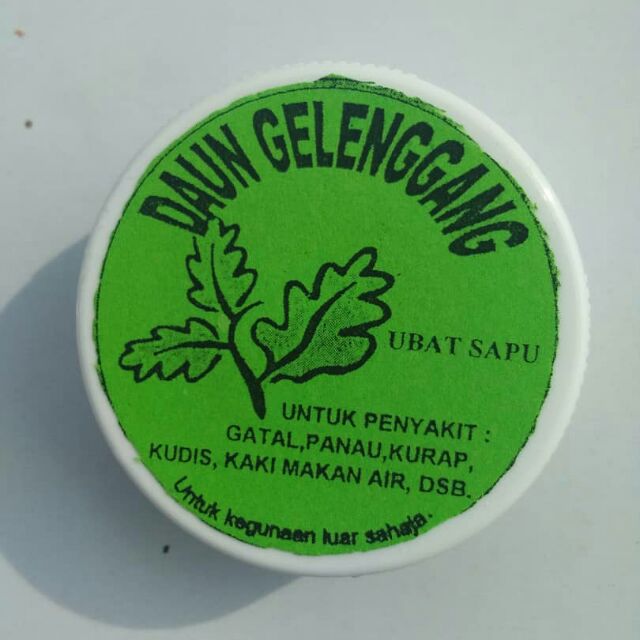 DAUN GELENGGANG
UBAT SAPU
UNTUK PENYAKIT :
GATAL,PANAU,KURAP,
KUDIS, KAKI MAKAN AIR, DSB.
Untuk kegunaan luar sahaja.